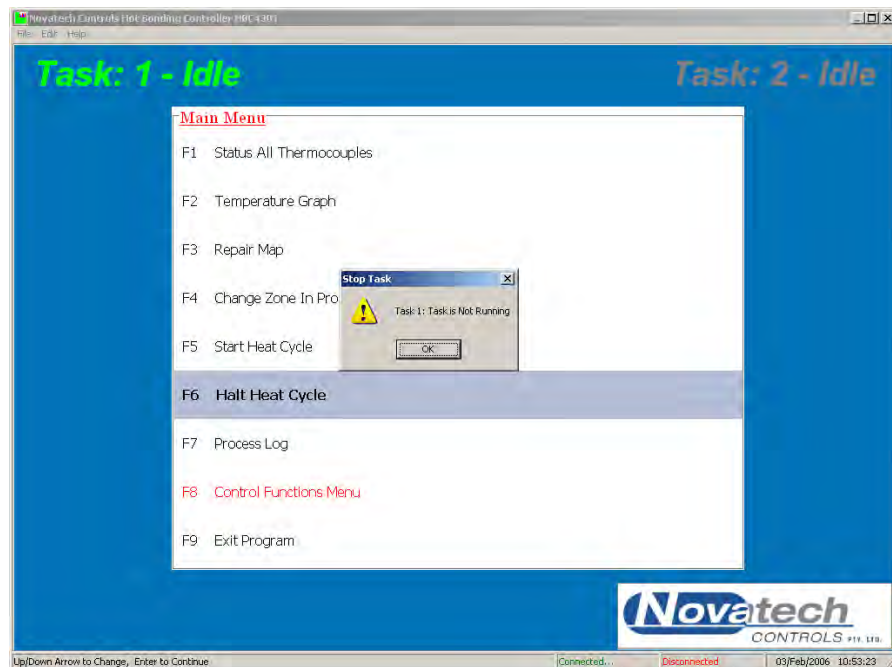 Novatech Controls Hot Bonding Controller HBC4301
File Edit Help
Task: 1 - Idle
Task: 2 - Idle
Main Menu
F1 Status All Thermocouples
F2 Temperature Graph
F3 Repair Map
Stop Task
F4 Change Zone In Pro
Task 1: Task is Not Running
F5 Start Heat Cycle
OK
F6 Halt Heat Cycle
F7 Process Log
F8 Control Functions Menu
F9 Exit Program
Novatech
CONTROLS PTY. LTD.
Up/Down Arrow to Change, Enter to Continue
Connected...
Disconnected
03/Feb/2006 10:53:23